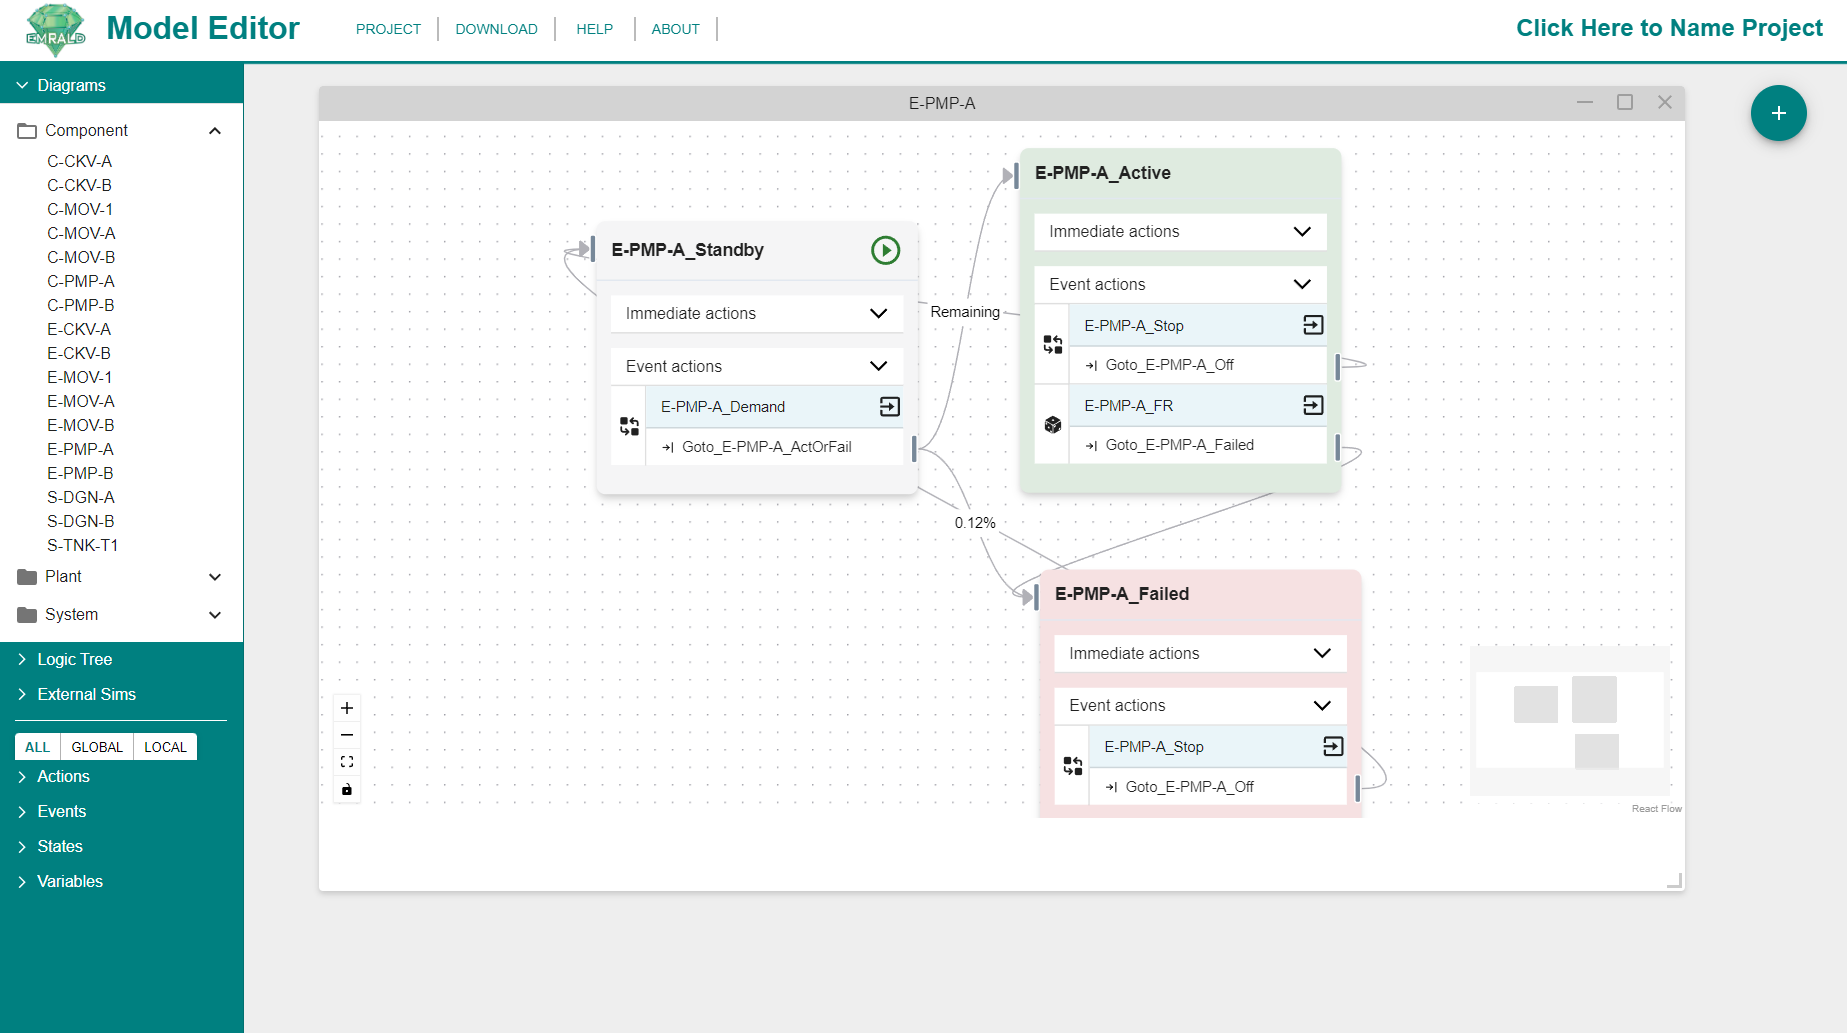 EMRALD
Model Editor
PROJECT
DOWNLOAD
HELP
ABOUT
Click Here to Name Project
Diagrams
Component
C-CKV-A
C-CKV-B
C-MOV-1
C-MOV-A
C-MOV-B
C-PMP-A
C-PMP-B
E-CKV-A
E-CKV-B
E-MOV-1
E-MOV-A
E-MOV-B
E-PMP-A
E-PMP-B
S-DGN-A
S-DGN-B
S-TNK-T1
Plant
System
Logic Tree
External Sims
ALL
GLOBAL
LOCAL
Actions
Events
States
Variables
E-PMP-A
E-PMP-A_Standby
Immediate actions
Event actions
E-PMP-A_Demand
Goto_E-PMP-A_ActOrFail
Remaining
0.12%
E-PMP-A_Active
Immediate actions
Event actions
E-PMP-A_Stop
Goto_E-PMP-A_Off
E-PMP-A_FR
Goto_E-PMP-A_Failed
E-PMP-A_Failed
Immediate actions
Event actions
E-PMP-A_Stop
Goto_E-PMP-A_Off
React Flow